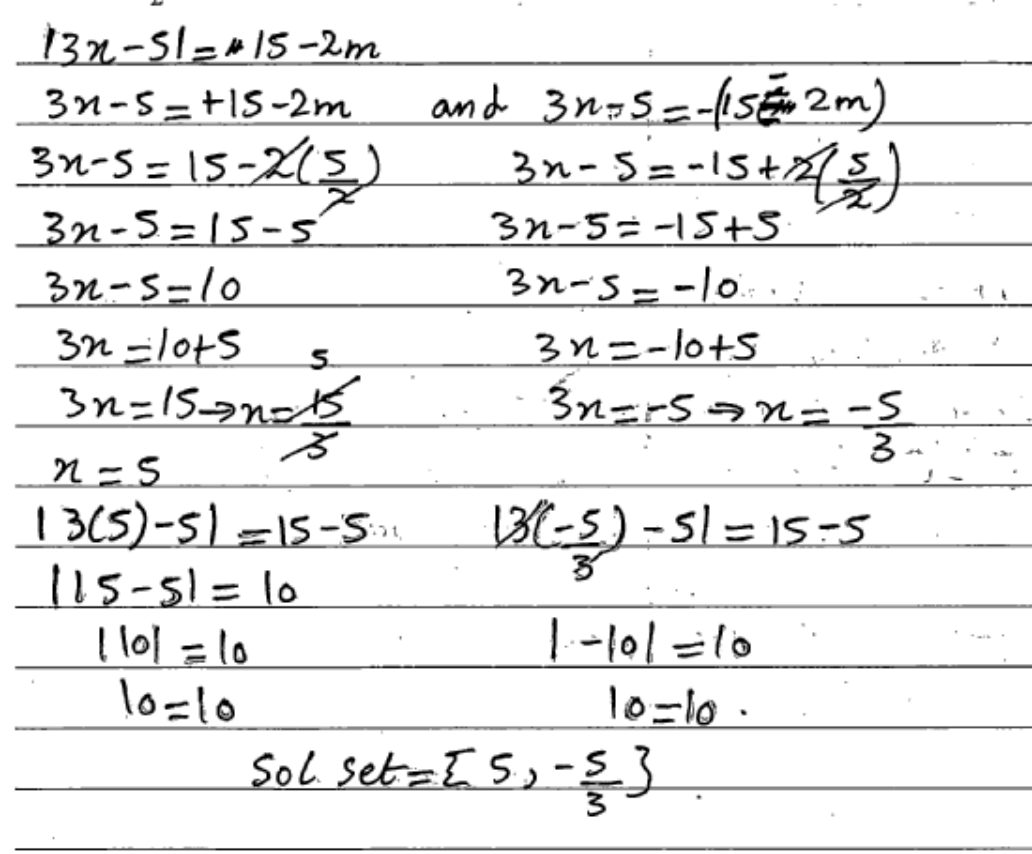 |3x-5| = 15-2m
3x-5 = +15-2m and 3x-5 = -(15-2m)
3x-5 = 15-2(5/2) 3x-5 = -15+2(5/2)
3x-5 = 15-5 3x-5 = -15+5
3x-5 = 10 3x-5 = -10
3x = 10+5 3x = -10+5
3x = 15 → x = 15/3 5 3x = -5 → x = -5/3
x = 5
|3(5)-5| = 15-5 |3(-5/3)-5| = 15-5
|15-5| = 10
|10| = 10 |-10| = 10
10 = 10 10 = 10.
Sol set = {5, -5/3}